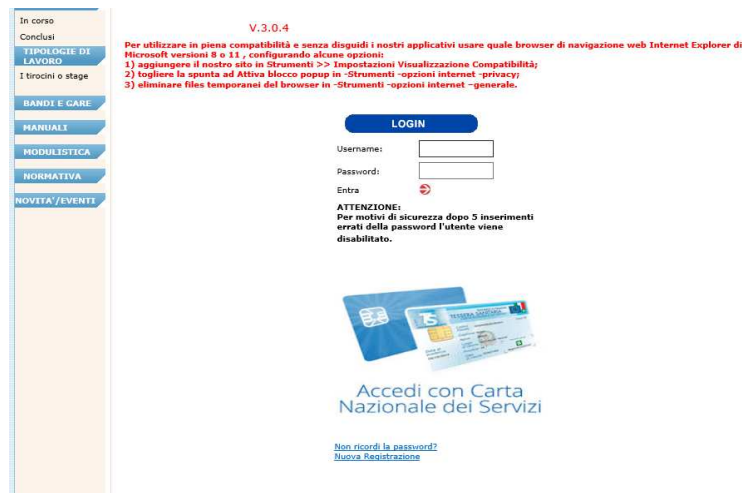 In corso
Conclusi
TIPOLOGIE DI
LAVORO
I tirocini o stage
BANDI E GARE
MANUALI
MODULISTICA
NORMATIVA
NOVITA'/EVENTI
V.3.0.4
Per utilizzare in piena compatibilità e senza disguidi i nostri applicativi usare quale browser di navigazione web Internet Explorer di
Microsoft versioni 8 o 11 , configurando alcune opzioni:
1) aggiungere il nostro sito in Strumenti >> Impostazioni Visualizzazione Compatibilità;
2) togliere la spunta ad Attiva blocco popup in -Strumenti -opzioni internet -privacy;
3) eliminare files temporanei del browser in -Strumenti -opzioni internet –generale.
LOGIN
Username:
Password:
Entra
ATTENZIONE:
Per motivi di sicurezza dopo 5 inserimenti
errati della password l'utente viene
disabilitato.
TS
TESSERA SANITARIA
Accedi con Carta
Nazionale dei Servizi
Non ricordi la password?
Nuova Registrazione